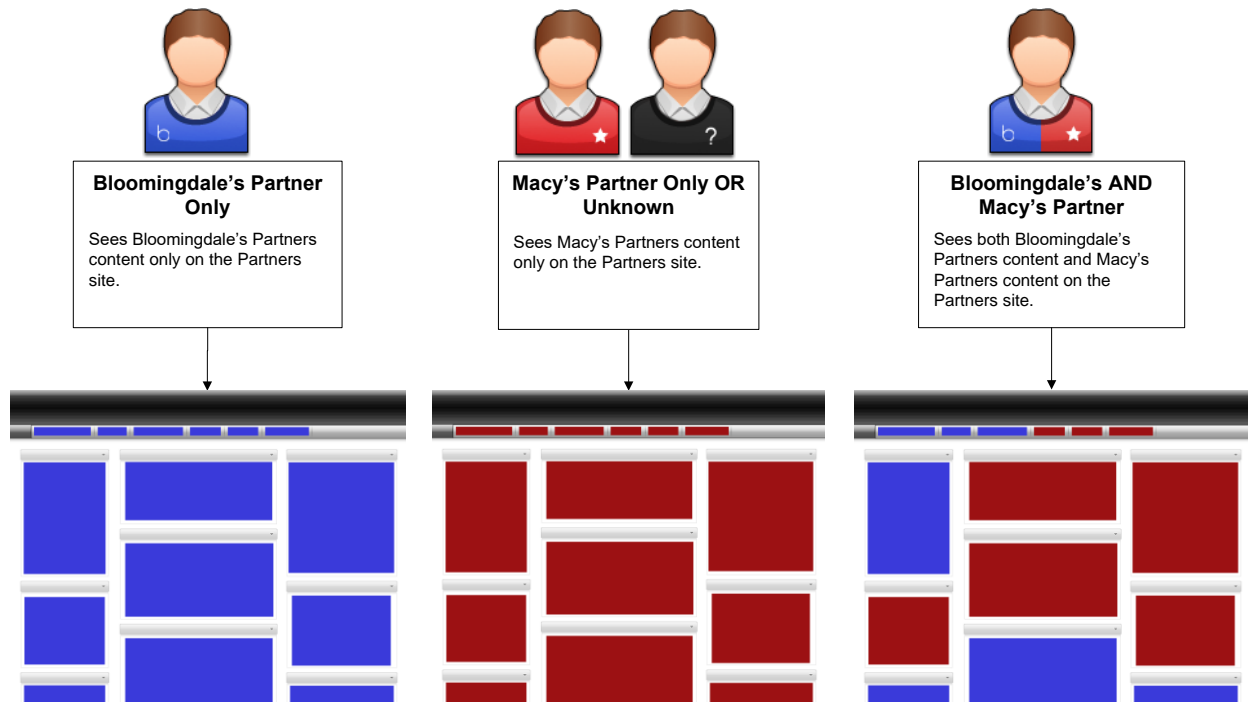 b
? 
b
Bloomingdale's Partner
Only
Sees Bloomingdale's Partners
content only on the Partners
site.
Macy's Partner Only OR
Unknown
Sees Macy's Partners content
only on the Partners site.
Bloomingdale's AND
Macy's Partner
Sees both Bloomingdale's
Partners content and Macy's
Partners content on the
Partners site.